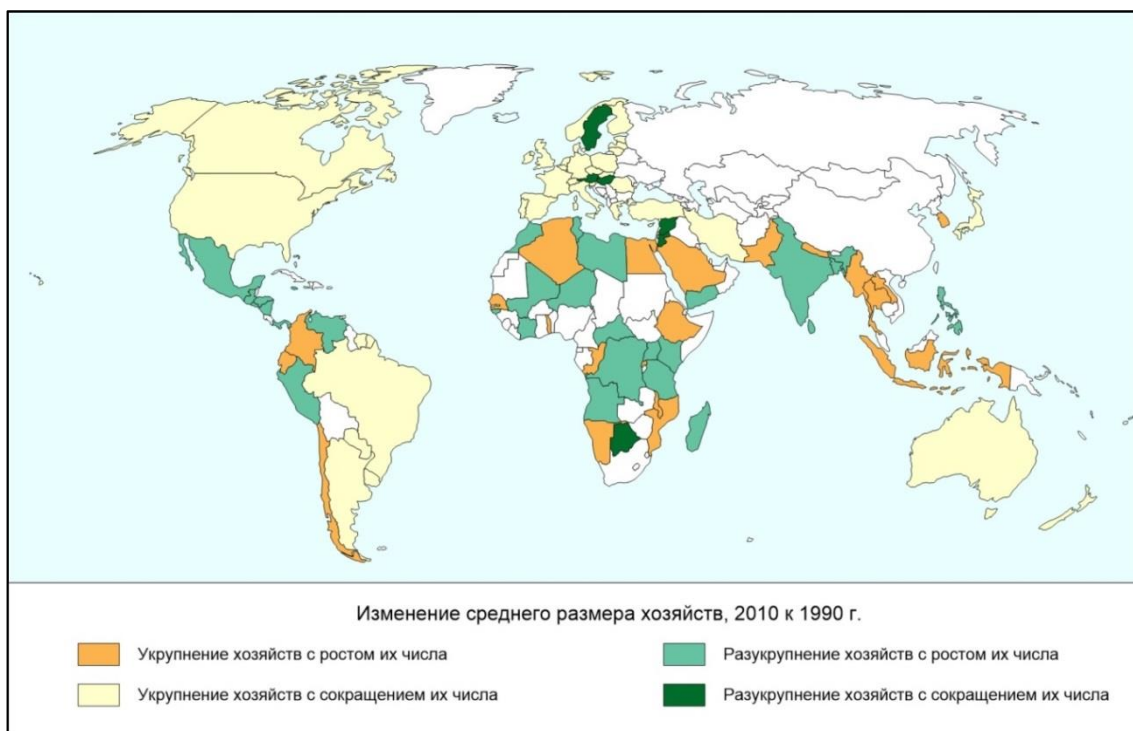 Изменение среднего размера хозяйств, 2010 к 1990 г.
Укрупнение хозяйств с ростом их числа
Разукрупнение хозяйств с ростом их числа
Укрупнение хозяйств с сокращением их числа
Разукрупнение хозяйств с сокращением их числа